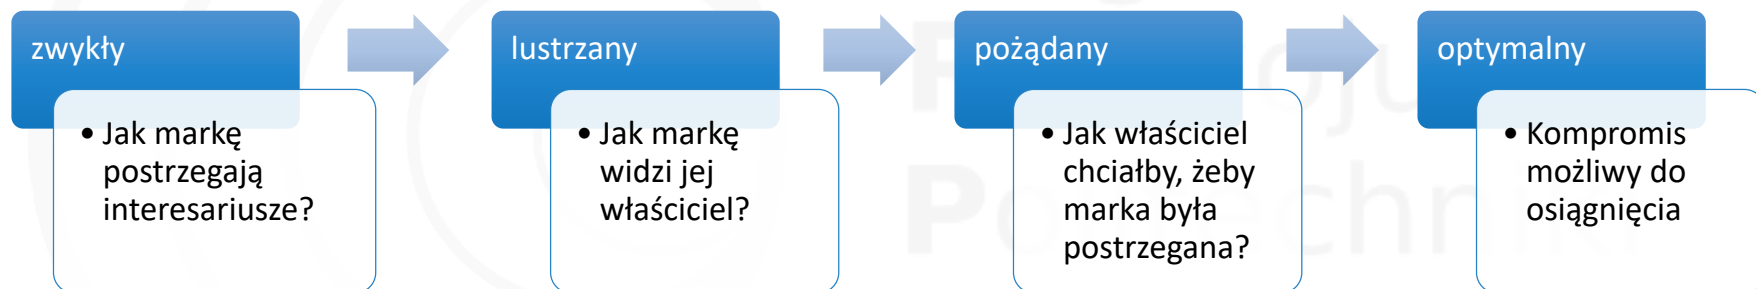 zwykły
• Jak markę
postrzegają
interesariusze?
lustrzany
• Jak markę
widzi jej
właściciel?
pożądany
• Jak właściciel
chciałby, żeby
marka była
postrzegana?
optymalny
• Kompromis
możliwy do
osiągnięcia